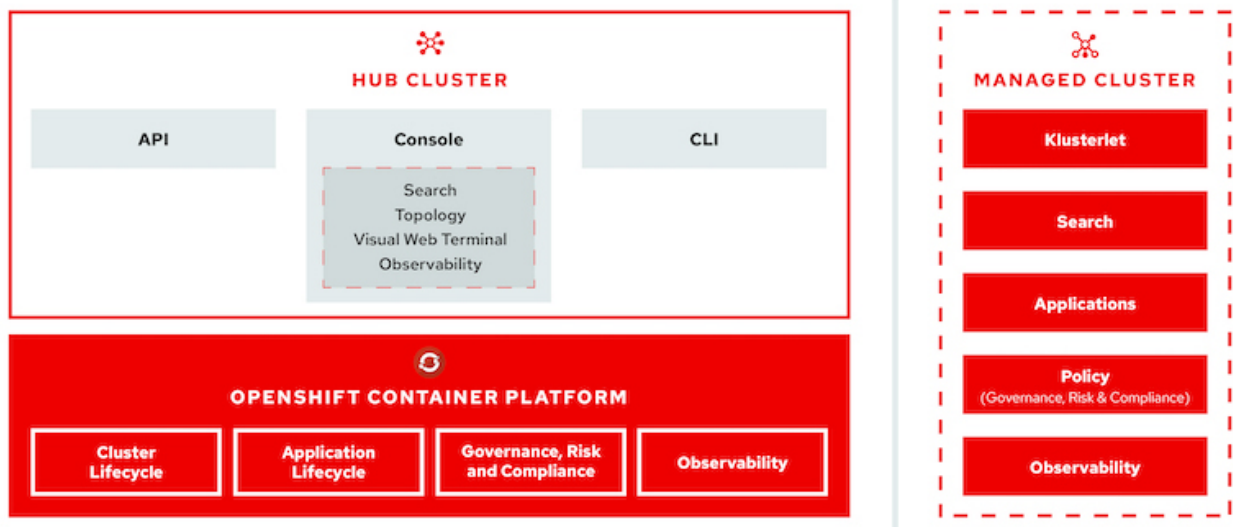 HUB CLUSTER
API
Console
Search
Topology
Visual Web Terminal
Observability
CLI
OPENSHIFT CONTAINER PLATFORM
Cluster
Lifecycle
Application
Lifecycle
Governance, Risk
and Compliance
Observability
MANAGED CLUSTER
Klusterlet
Search
Applications
Policy
(Governance, Risk & Compliance)
Observability